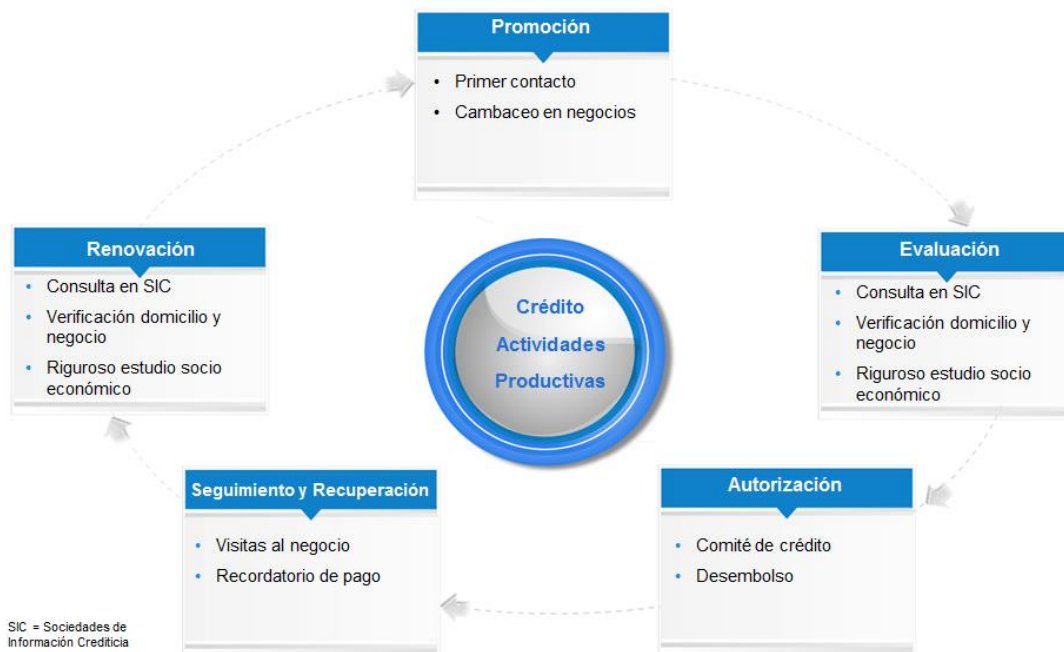 Promoción
• Primer contacto
• Cambaceo en negocios
Renovación
• Consulta en SIC
• Verificación domicilio y
negocio
• Riguroso estudio socio
económico
Crédito
Actividades
Productivas
Evaluación
• Consulta en SIC
• Verificación domicilio y
negocio
• Riguroso estudio socio
económico
Seguimiento y Recuperación
• Visitas al negocio
• Recordatorio de pago
Autorización
• Comité de crédito
• Desembolso
SIC = Sociedades de
Información Crediticia